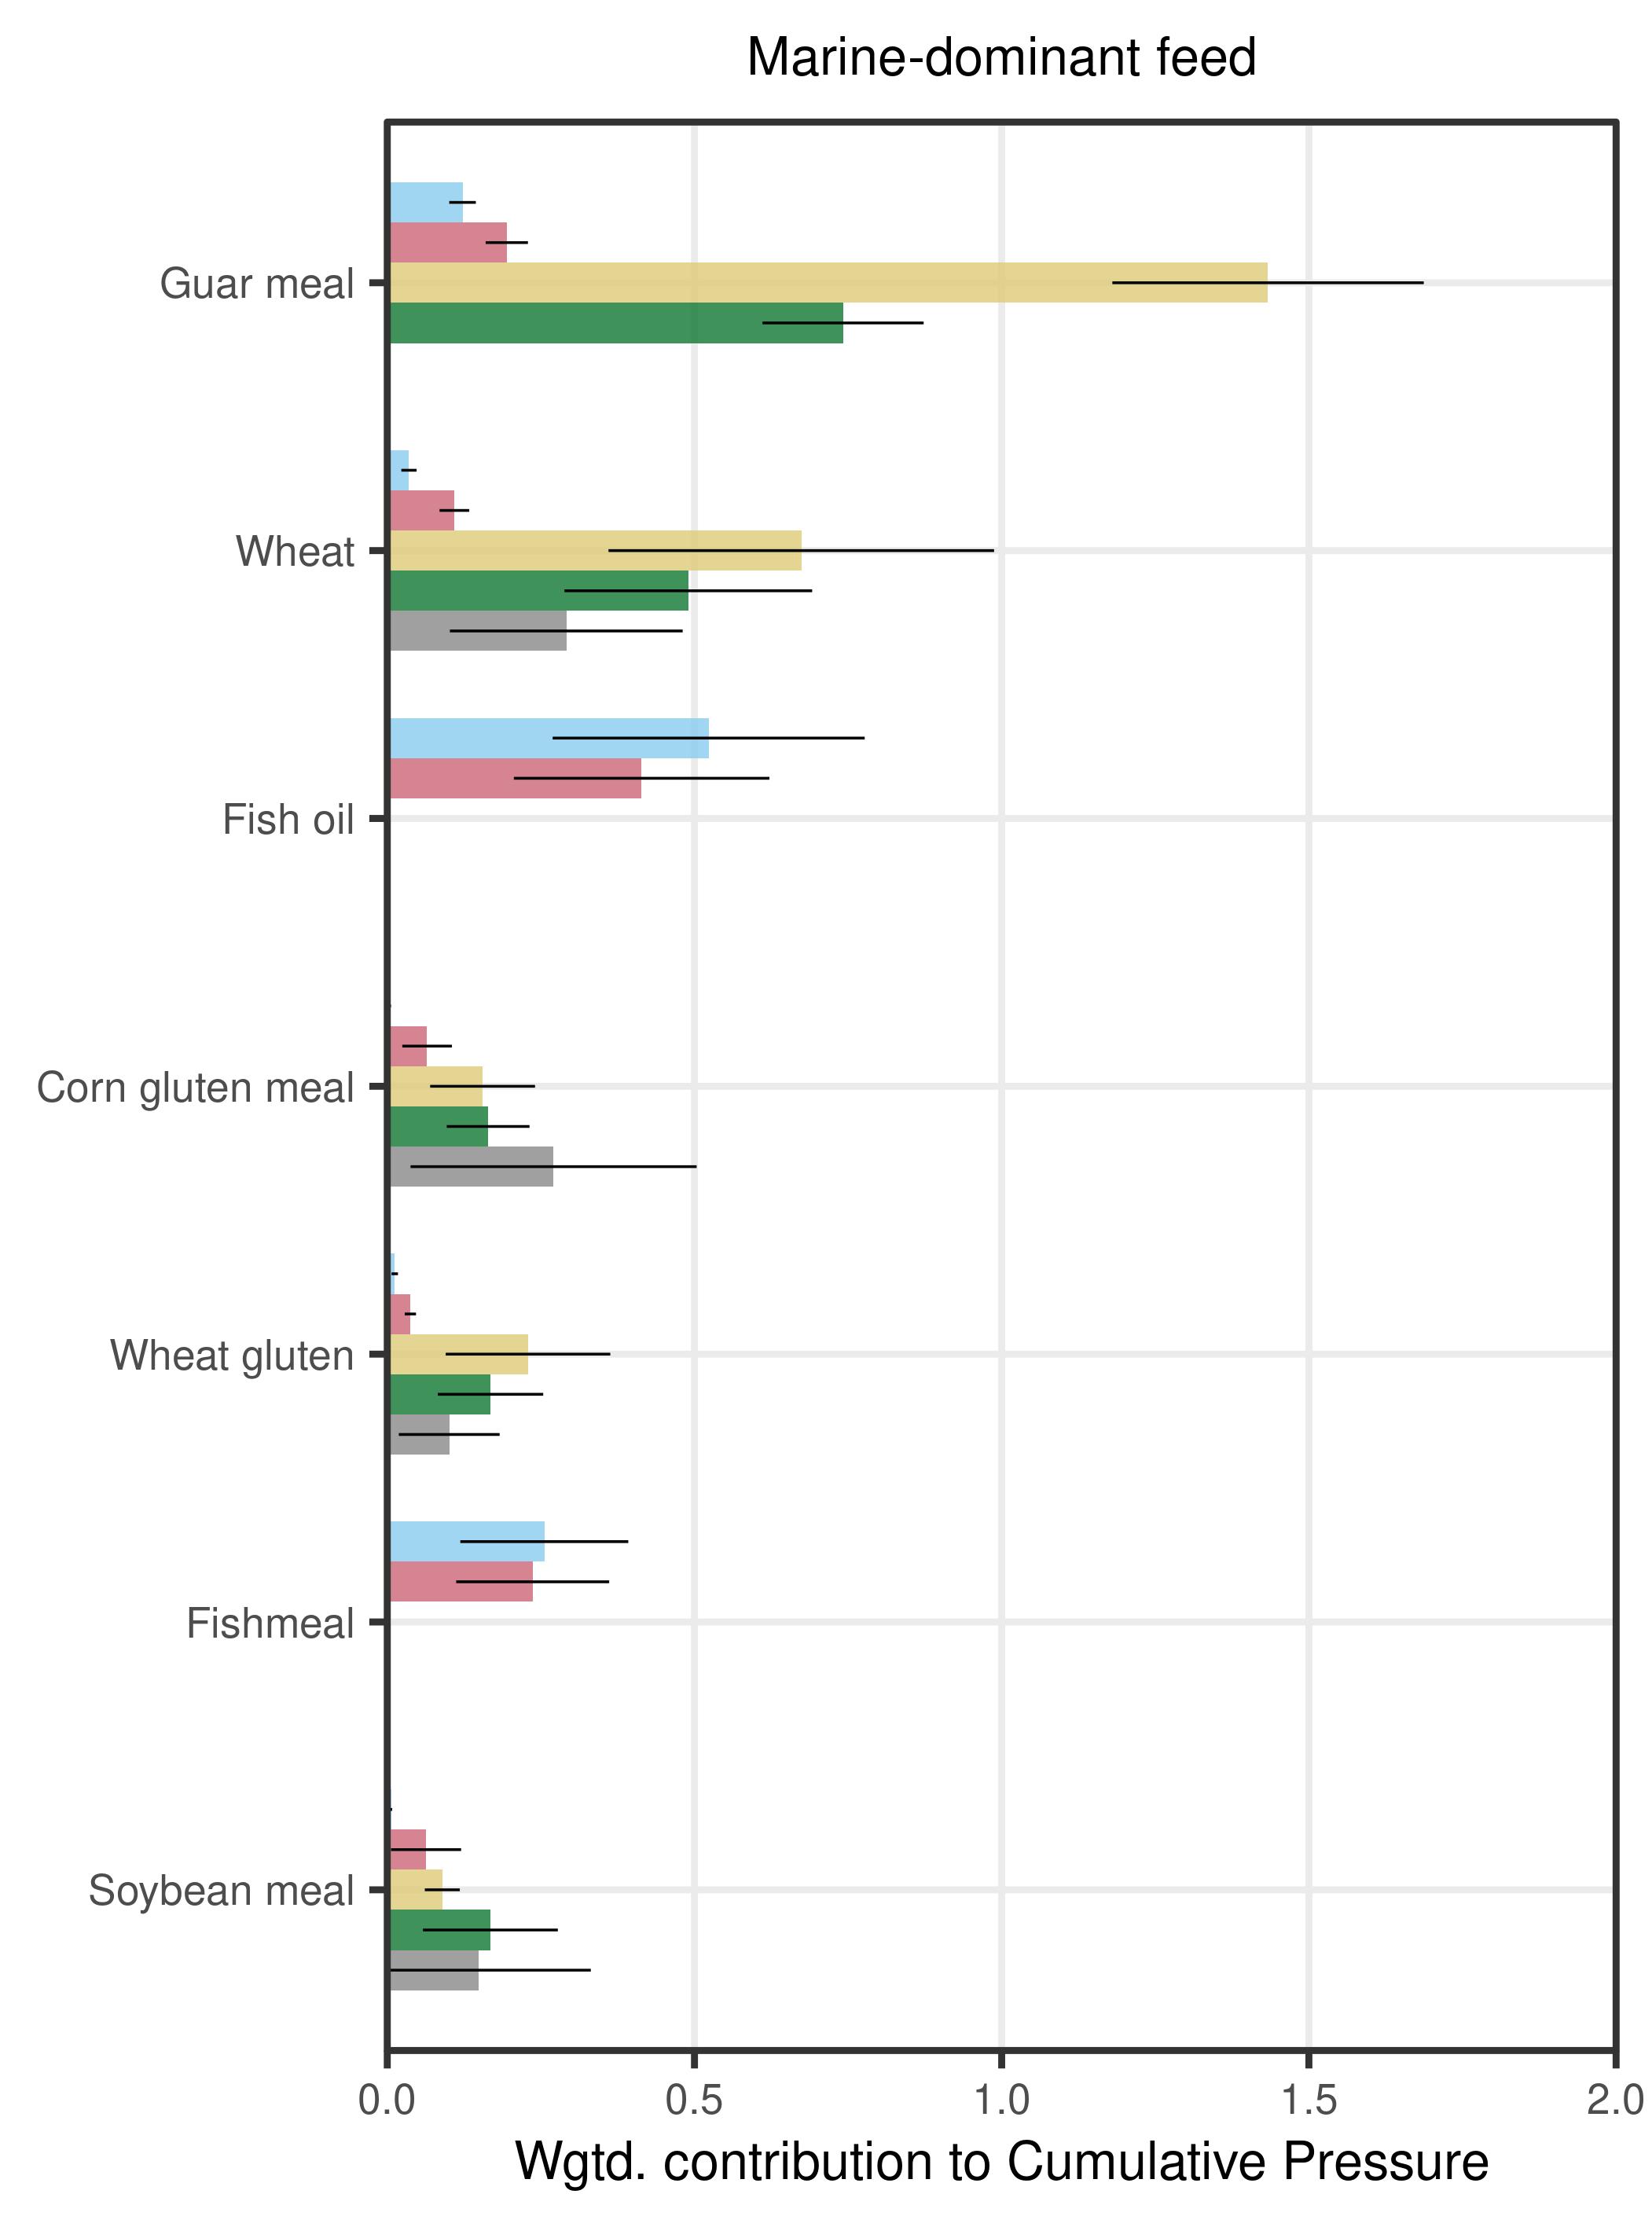 Marine-dominant feed
Guar meal
Wheat
Fish oil
Corn gluten meal
Wheat gluten
Fishmeal
Soybean meal
0.0 0.5 1.0 1.5 2.0
Wgtd. contribution to Cumulative Pressure